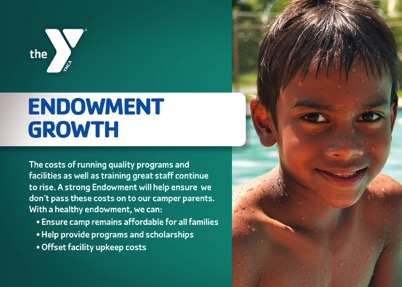 the Y
YMCA
ENDOWMENT
GROWTH
The costs of running quality programs and
facilities as well as training great staff continue
to rise. A strong Endowment will help ensure we
don't pass these costs on to our camper parents.
With a healthy endowment, we can:
• Ensure camp remains affordable for all families
• Help provide programs and scholarships
• Offset facility upkeep costs